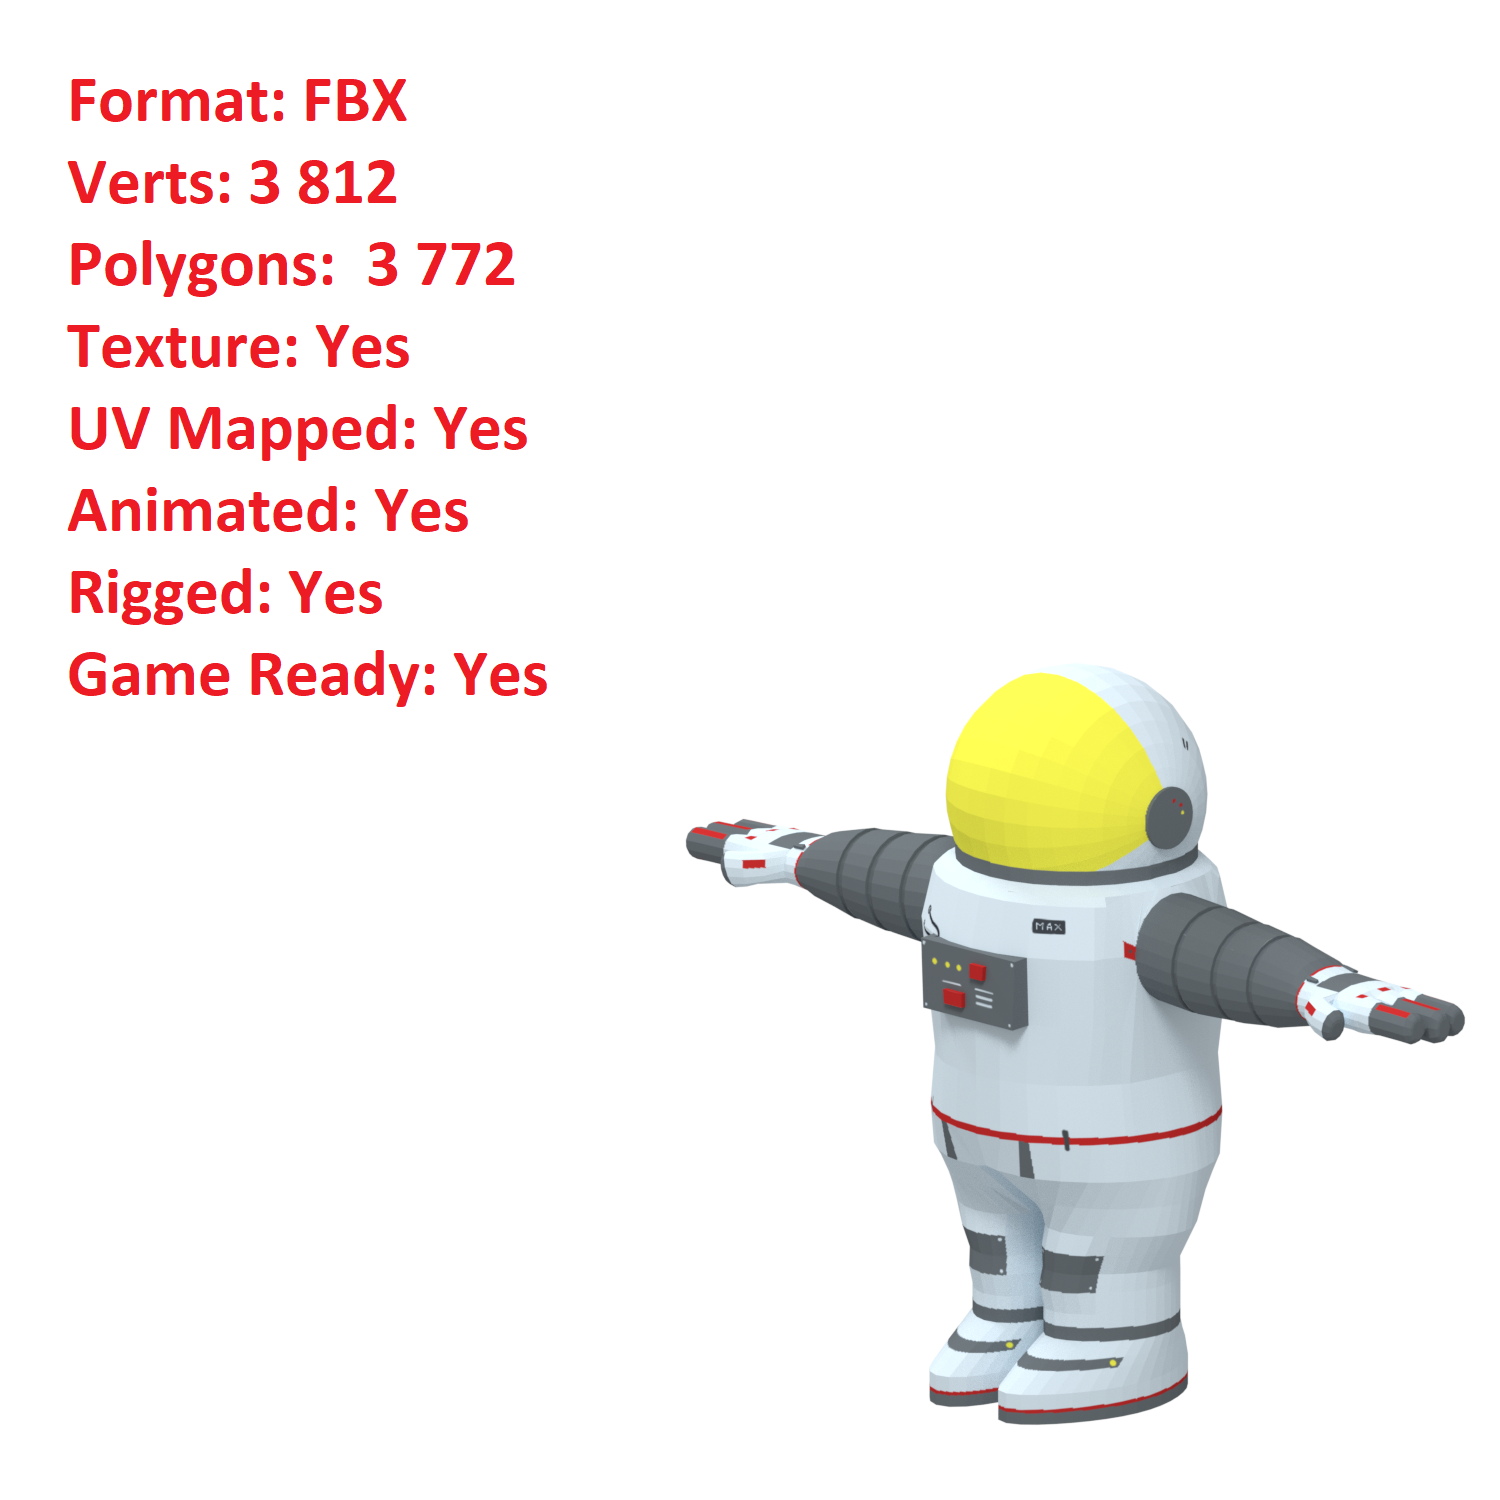 Format: FBX
Verts: 3 812
Polygons:  3 772
Texture: Yes
UV Mapped: Yes
Animated: Yes
Rigged: Yes
Game Ready: Yes
MAX